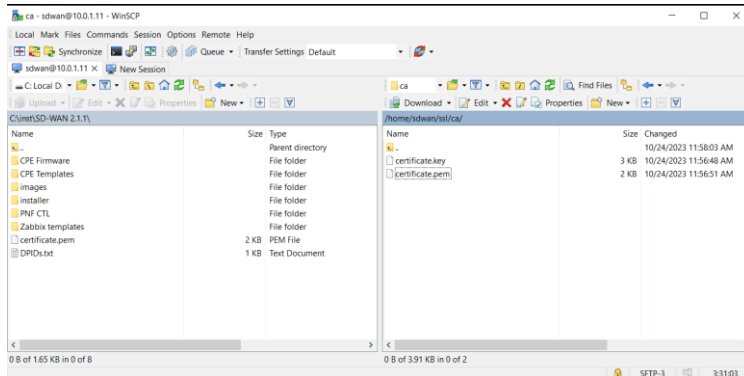 ca - sdwan@10.0.1.11 - WinSCP
Local Mark Files Commands Session Options Remote Help
Synchronize Queue Transfer Settings Default
sdwan@10.0.1.11 × New Session
C: Local D: ca Find Files
Upload Edit Properties New Download Edit Properties New
C:\inst\SD-WAN 2.1.1\ /home/sdwan/ssl/ca/
Name Size Type Name Size Changed
.. Parent directory .. 10/24/2023 11:58:03 AM
CPE Firmware File folder certificate.key 3 KB 10/24/2023 11:56:48 AM
CPE Templates File folder certificate.pem 2 KB 10/24/2023 11:56:51 AM
images File folder
installer File folder
PNF CTL File folder
Zabbix templates File folder
certificate.pem 2 KB PEM File
DPIDs.txt 1 KB Text Document
0 B of 1.65 KB in 0 of 8 0 B of 3.91 KB in 0 of 2
SFTP-3 3:31:03